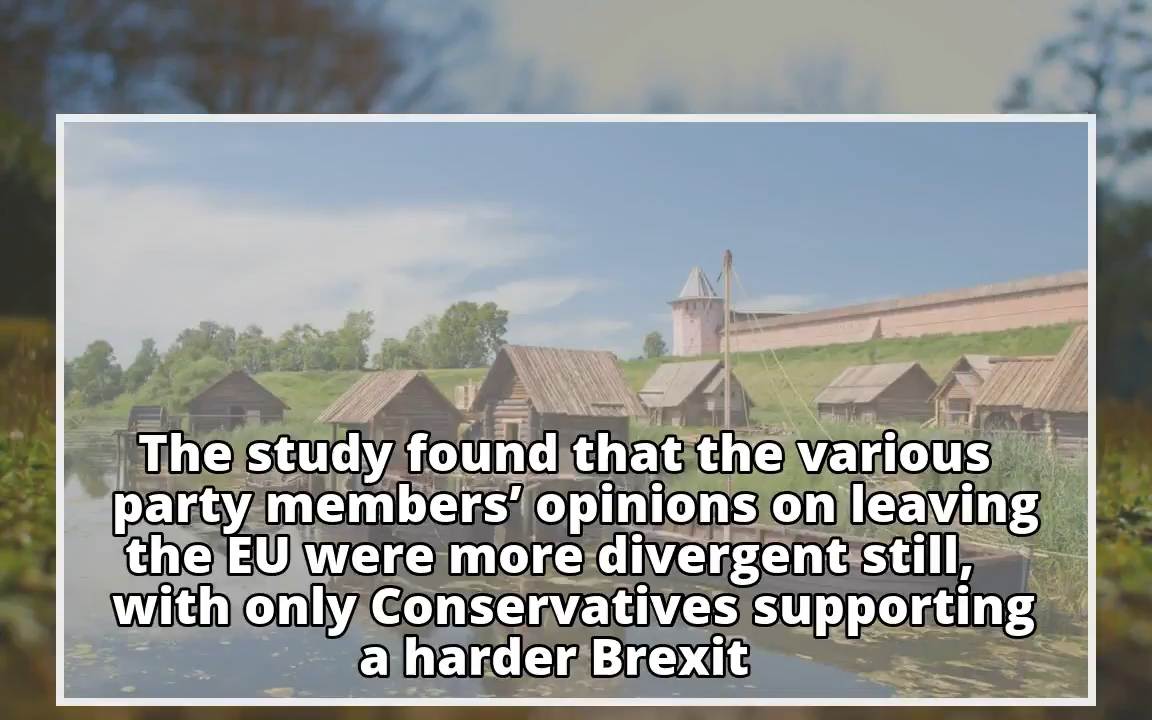 The study found that the various
party members’ opinions on leaving
the EU were more divergent still,
with only Conservatives supporting
a harder Brexit